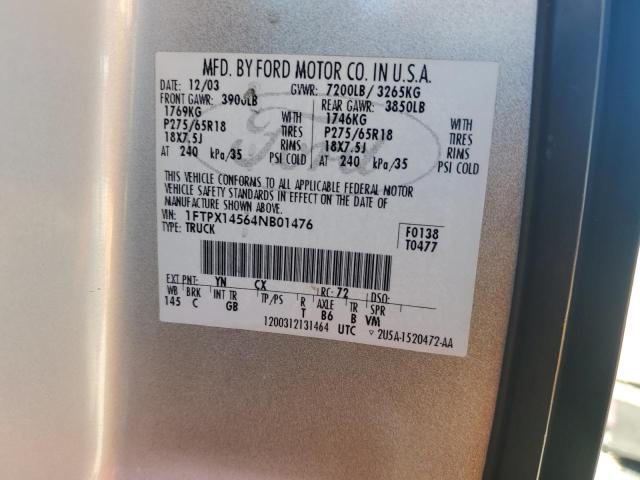 MFD. BY FORD MOTOR CO. IN U.S.A.
DATE: 12/03 GVWR: 7200LB/ 3265KG
FRONT GAWR: 3900LB REAR GAWR: 3850LB
1769KG WITH 1746KG WITH
P275/65R18 TIRES P275/65R18 TIRES
18X7.5J RIMS 18X7.5J RIMS
AT 240 kPa/35 PSI COLD AT 240 kPa/35 PSI COLD
Ford
THIS VEHICLE CONFORMS TO ALL APPLICABLE FEDERAL MOTOR
VEHICLE SAFETY STANDARDS IN EFFECT ON THE DATE OF
MANUFACTURE SHOWN ABOVE.
VIN: 1FTPX14564NB01476 F0138
TYPE: TRUCK T0477
EXT PNT: YN CX RC: 72 DSO:
WB BRK INT TR TP/PS R AXLE TR SPR
145 C GB T B6 B VM
1200312131464 UTC ▽ 2U5A-1520472-AA